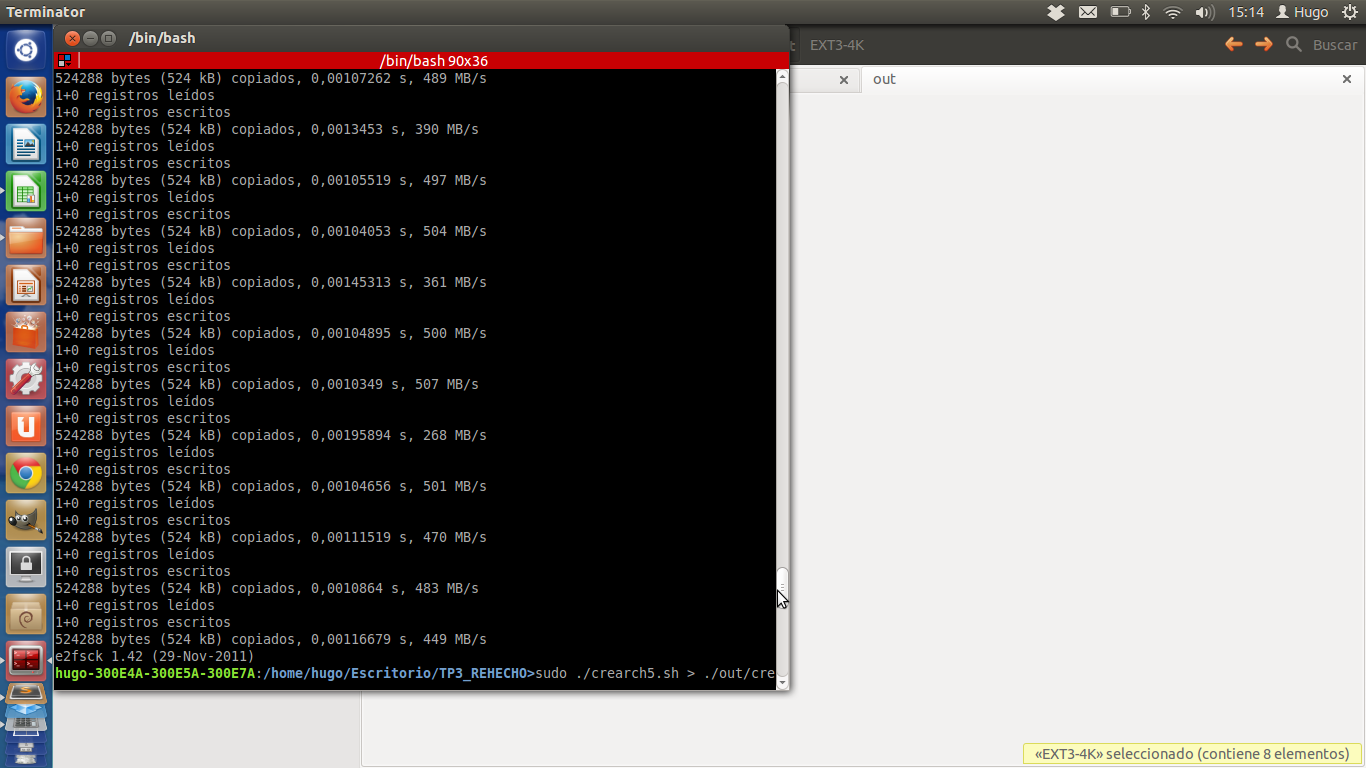 Terminator
15:14
Hugo
/bin/bash
EXT3-4K
Buscar
/bin/bash 90x36
out
524288 bytes (524 kB) copiados, 0,00107262 s, 489 MB/s
1+0 registros leídos
1+0 registros escritos
524288 bytes (524 kB) copiados, 0,0013453 s, 390 MB/s
1+0 registros leídos
1+0 registros escritos
524288 bytes (524 kB) copiados, 0,00105519 s, 497 MB/s
1+0 registros leídos
1+0 registros escritos
524288 bytes (524 kB) copiados, 0,00104053 s, 504 MB/s
1+0 registros leídos
1+0 registros escritos
524288 bytes (524 kB) copiados, 0,00145313 s, 361 MB/s
1+0 registros leídos
1+0 registros escritos
524288 bytes (524 kB) copiados, 0,00104895 s, 500 MB/s
1+0 registros leídos
1+0 registros escritos
524288 bytes (524 kB) copiados, 0,0010349 s, 507 MB/s
1+0 registros leídos
1+0 registros escritos
524288 bytes (524 kB) copiados, 0,00195894 s, 268 MB/s
1+0 registros leídos
1+0 registros escritos
524288 bytes (524 kB) copiados, 0,00104656 s, 501 MB/s
1+0 registros leídos
1+0 registros escritos
524288 bytes (524 kB) copiados, 0,00111519 s, 470 MB/s
1+0 registros leídos
1+0 registros escritos
524288 bytes (524 kB) copiados, 0,0010864 s, 483 MB/s
1+0 registros leídos
1+0 registros escritos
524288 bytes (524 kB) copiados, 0,00116679 s, 449 MB/s
e2fsck 1.42 (29-Nov-2011)
hugo-300E4A-300E5A-300E7A:/home/hugo/Escritorio/TP3_REHECHO>sudo ./crearch5.sh > ./out/cre
«EXT3-4K» seleccionado (contiene 8 elementos)